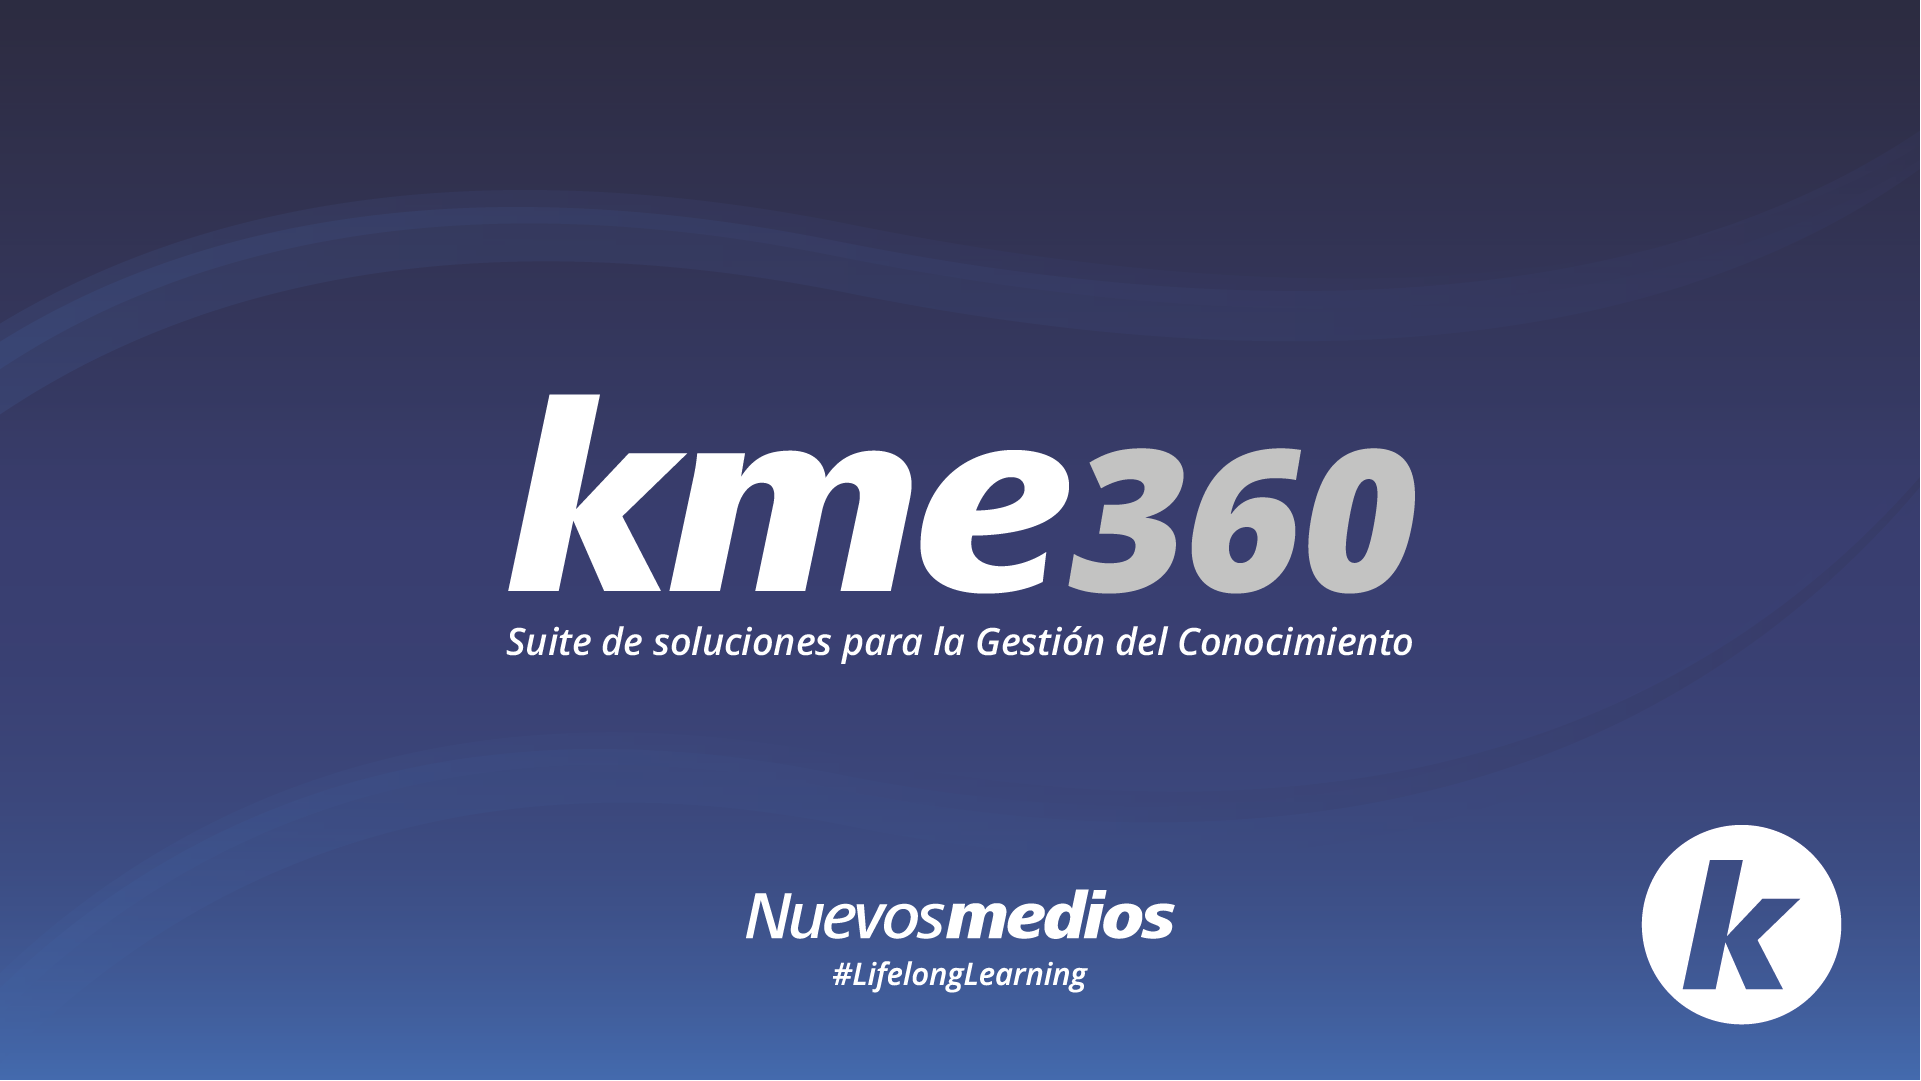 kme360
Suite de soluciones para la Gestión del Conocimiento
Nuevosmedios
#LifelongLearning
k